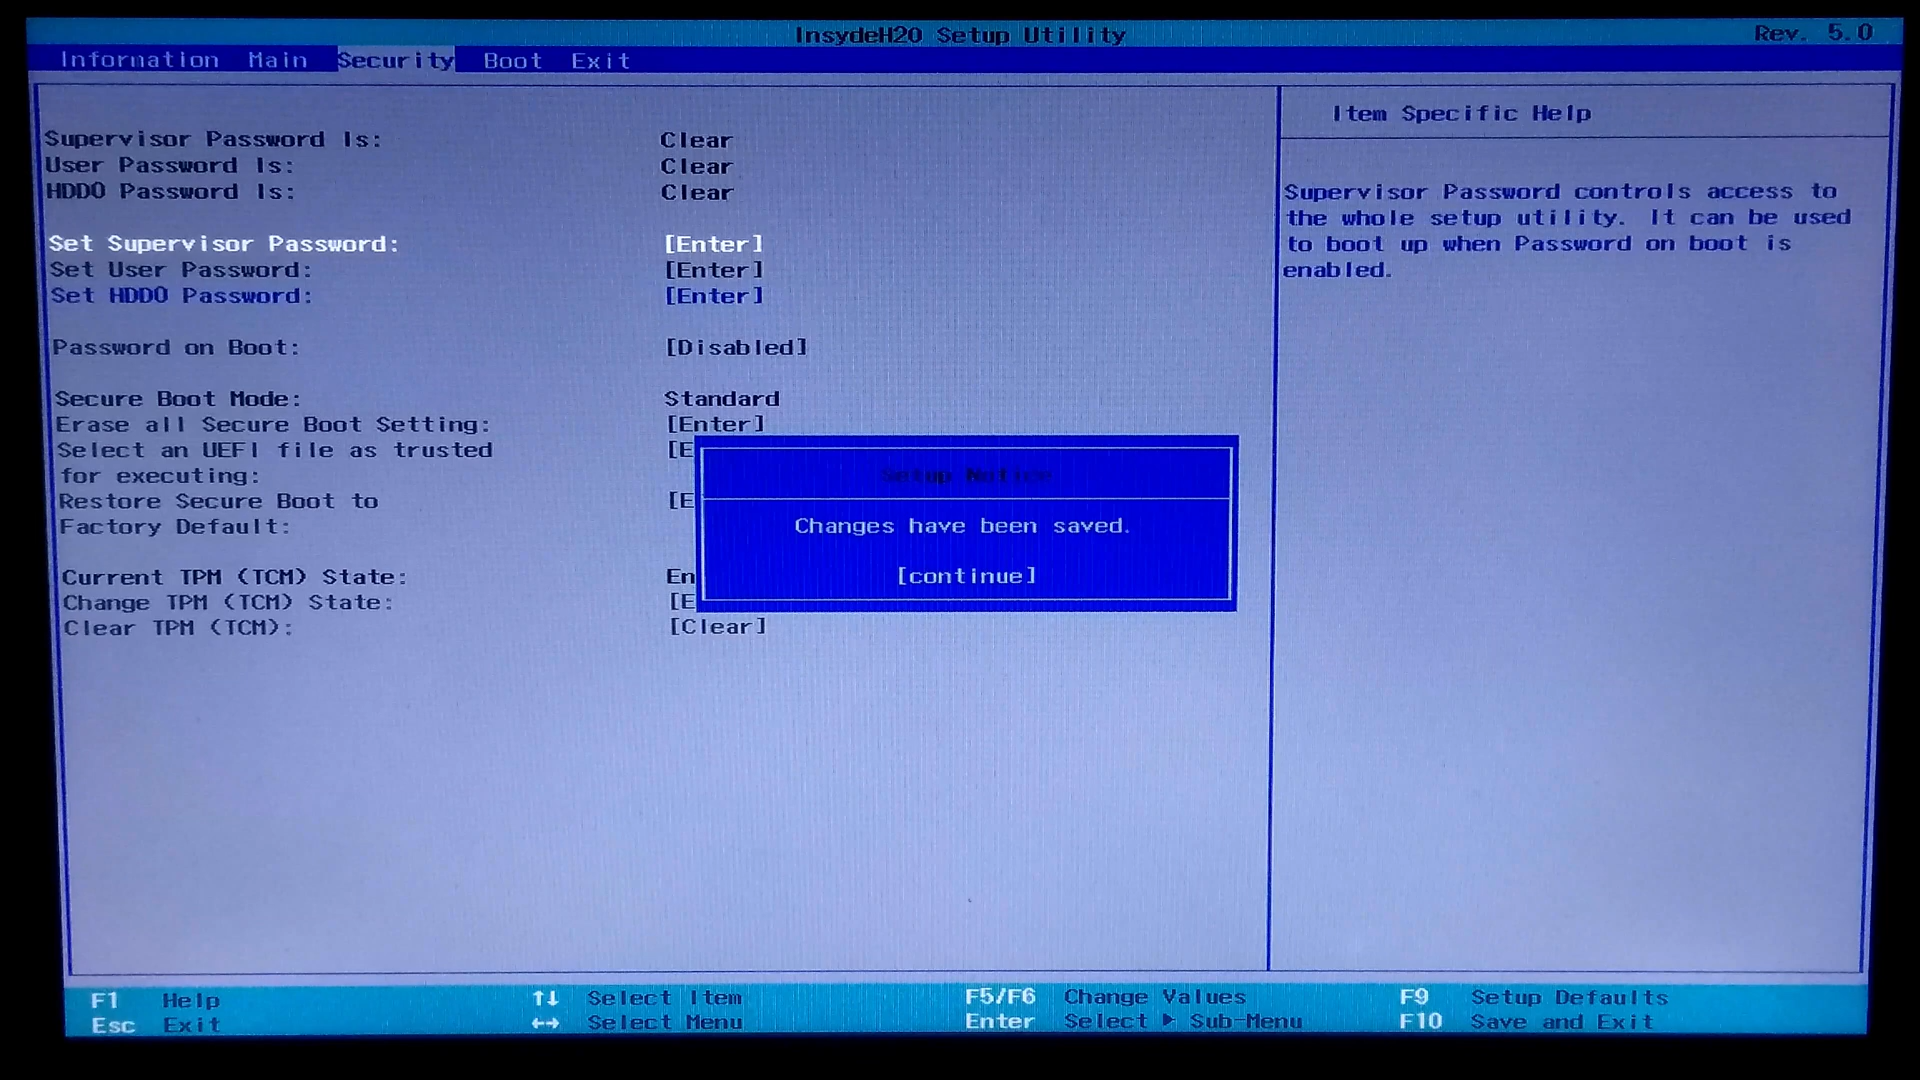 InsydeH2O Setup Utility Rev. 5.0
Information Main Security Boot Exit
Item Specific Help
Supervisor Password Is: Clear
User Password Is: Clear
HDD0 Password Is: Clear
Set Supervisor Password: [Enter]
Set User Password: [Enter]
Set HDD0 Password: [Enter]
Password on Boot: [Disabled]
Secure Boot Mode: Standard
Erase all Secure Boot Setting: [Enter]
Select an UEFI file as trusted [E
for executing:
Restore Secure Boot to [E
Factory Default:
Current TPM (TCM) State: En
Change TPM (TCM) State: [E
Clear TPM (TCM): [Clear]
Setup Notice
Changes have been saved.
[continue]
Supervisor Password controls access to
the whole setup utility. It can be used
to boot up when Password on boot is
enabled.
F1 Help ↑↓ Select Item F5/F6 Change Values F9 Setup Defaults
Esc Exit ↔ Select Menu Enter Select ▶ Sub-Menu F10 Save and Exit